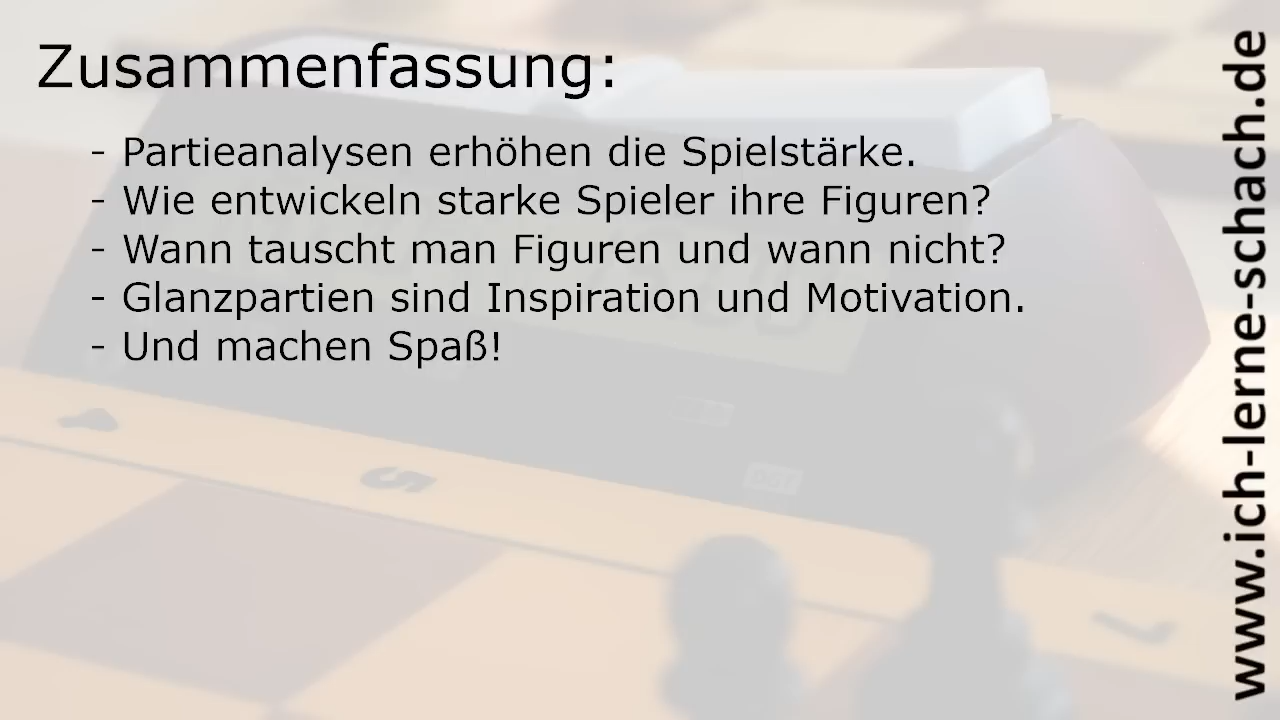 Zusammenfassung:
- Partieanalysen erhöhen die Spielstärke.
- Wie entwickeln starke Spieler ihre Figuren?
- Wann tauscht man Figuren und wann nicht?
- Glanzpartien sind Inspiration und Motivation.
- Und machen Spaß!
www.ich-lerne-schach.de
DGT